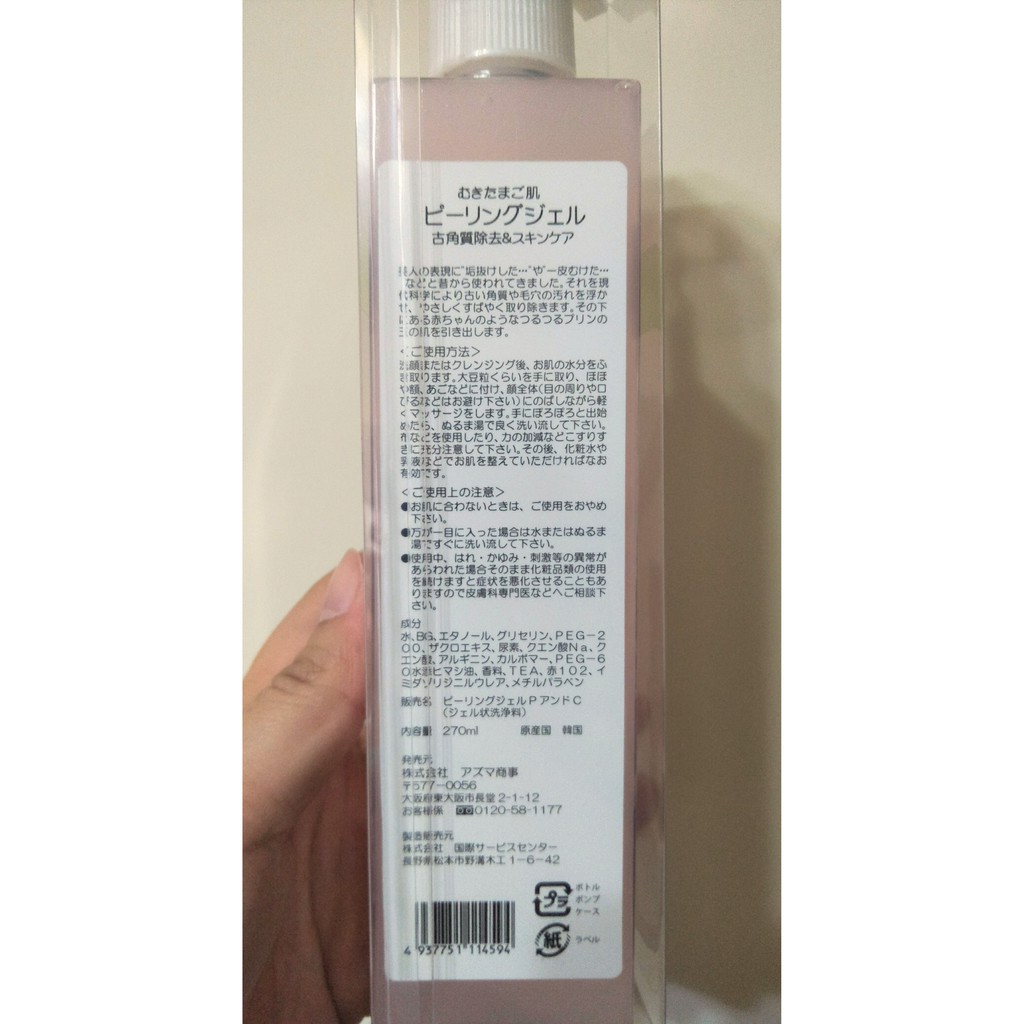 むきたまご肌
ピーリングジェル
古角質除去&スキンケア
人の表現に"垢抜けした…"や"一皮むけた…
などと昔から使われてきました。それを現
代科学により古い角質や毛穴の汚れを浮か
せ、やさしくすばやく取り除きます。その下
にある赤ちゃんのようなつるつるプリンの
の肌を引き出します。
＜ご使用方法＞
洗顔またはクレンジング後、お肌の水分をふ
き取ります。大豆粒くらいを手に取り、ほほ
や額、あごなどに付け、顔全体(目の周りや口
びるなどはお避け下さい)にのばしながら軽
くマッサージをします。手にぽろぽろと出始
めたら、ぬるま湯で良く洗い流して下さい。
布などを使用したり、力の加減などこすりす
ぎに充分注意して下さい。その後、化粧水や
乳液などでお肌を整えていただければなお
有効です。
＜ご使用上の注意＞
●お肌に合わないときは、ご使用をおやめ
下さい。
●万が一目に入った場合は水またはぬるま
湯ですぐに洗い流して下さい。
●使用中、はれ・かゆみ・刺激等の異常が
あらわれた場合そのまま化粧品類の使用
を続けますと症状を悪化させることもあ
りますので皮膚科専門医などへご相談下
さい。
成分
水、BG、エタノール、グリセリン、PEG-2
00、ザクロエキス、尿素、クエン酸Na、ク
エン酸、アルギニン、カルボマー、PEG-6
0水添ヒマシ油、香料、TEA、赤102、イ
ミダゾリジニルウレア、メチルパラベン
販売名 ピーリングジェルPアンドC
(ジェル状洗浄料)
内容量 270ml 原産国 韓国
発売元
株式会社 アズマ商事
〒577-0056
大阪府東大阪市長堂2-1-12
お客様係 0120-58-1177
製造販売元
株式会社 国際サービスセンター
長野県松本市野溝木工1-6-42
プラ ボトル
ポンプ
ケース
紙 ラベル
4 937751 114594